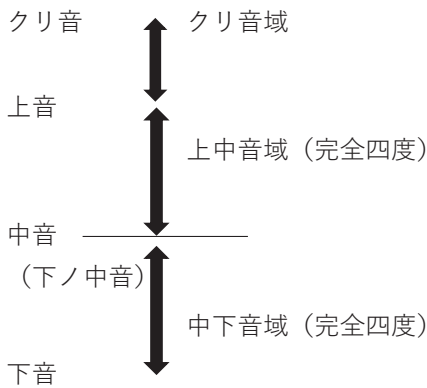 クリ音
クリ音域
上音
上中音域（完全四度）
中音
（下ノ中音）
中下音域（完全四度）
下音